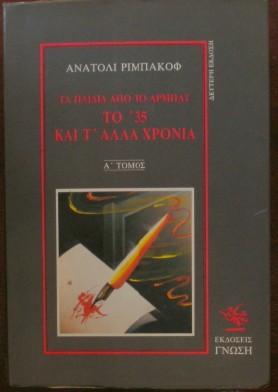 ΑΝΑΤΟΛΙ ΡΙΜΠΑΚΟΦ
ΔΕΥΤΕΡΗ ΕΚΔΟΣΗ
ΤΑ ΠΑΙΔΙΑ ΑΠΟ ΤΟ ΑΡΜΠΑΤ
ΤΟ ΄35
ΚΑΙ Τ΄ ΑΛΛΑ ΧΡΟΝΙΑ
Α΄ ΤΟΜΟΣ
ΕΚΔΟΣΕΙΣ
ΓΝΩΣΗ